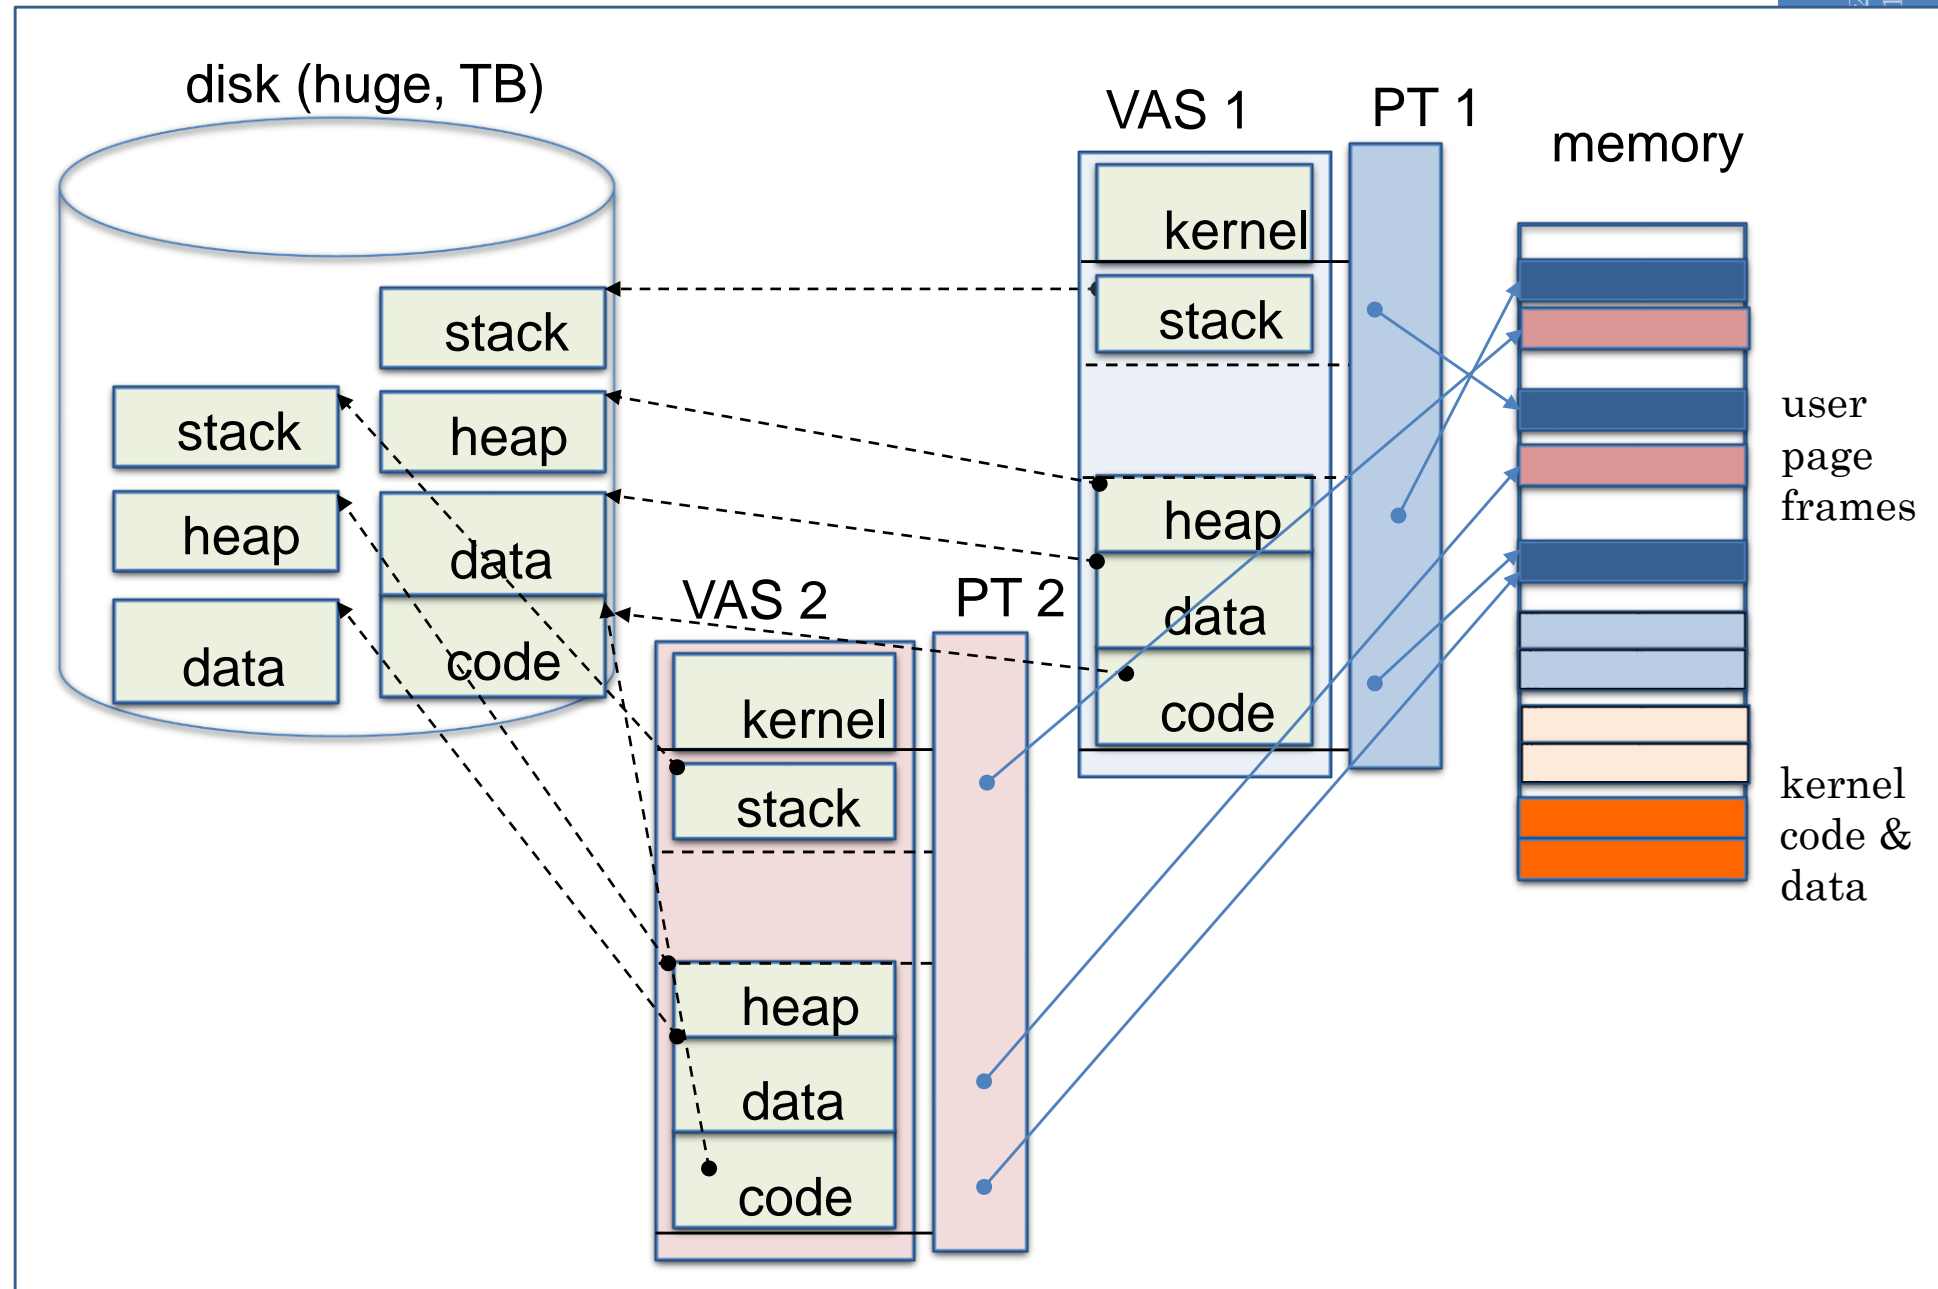 disk (huge, TB)
stack
heap
data
code
stack
heap
data
VAS 1
kernel
stack
heap
data
code
PT 1
VAS 2
kernel
stack
heap
data
code
PT 2
memory
user
page
frames
kernel
code &
data